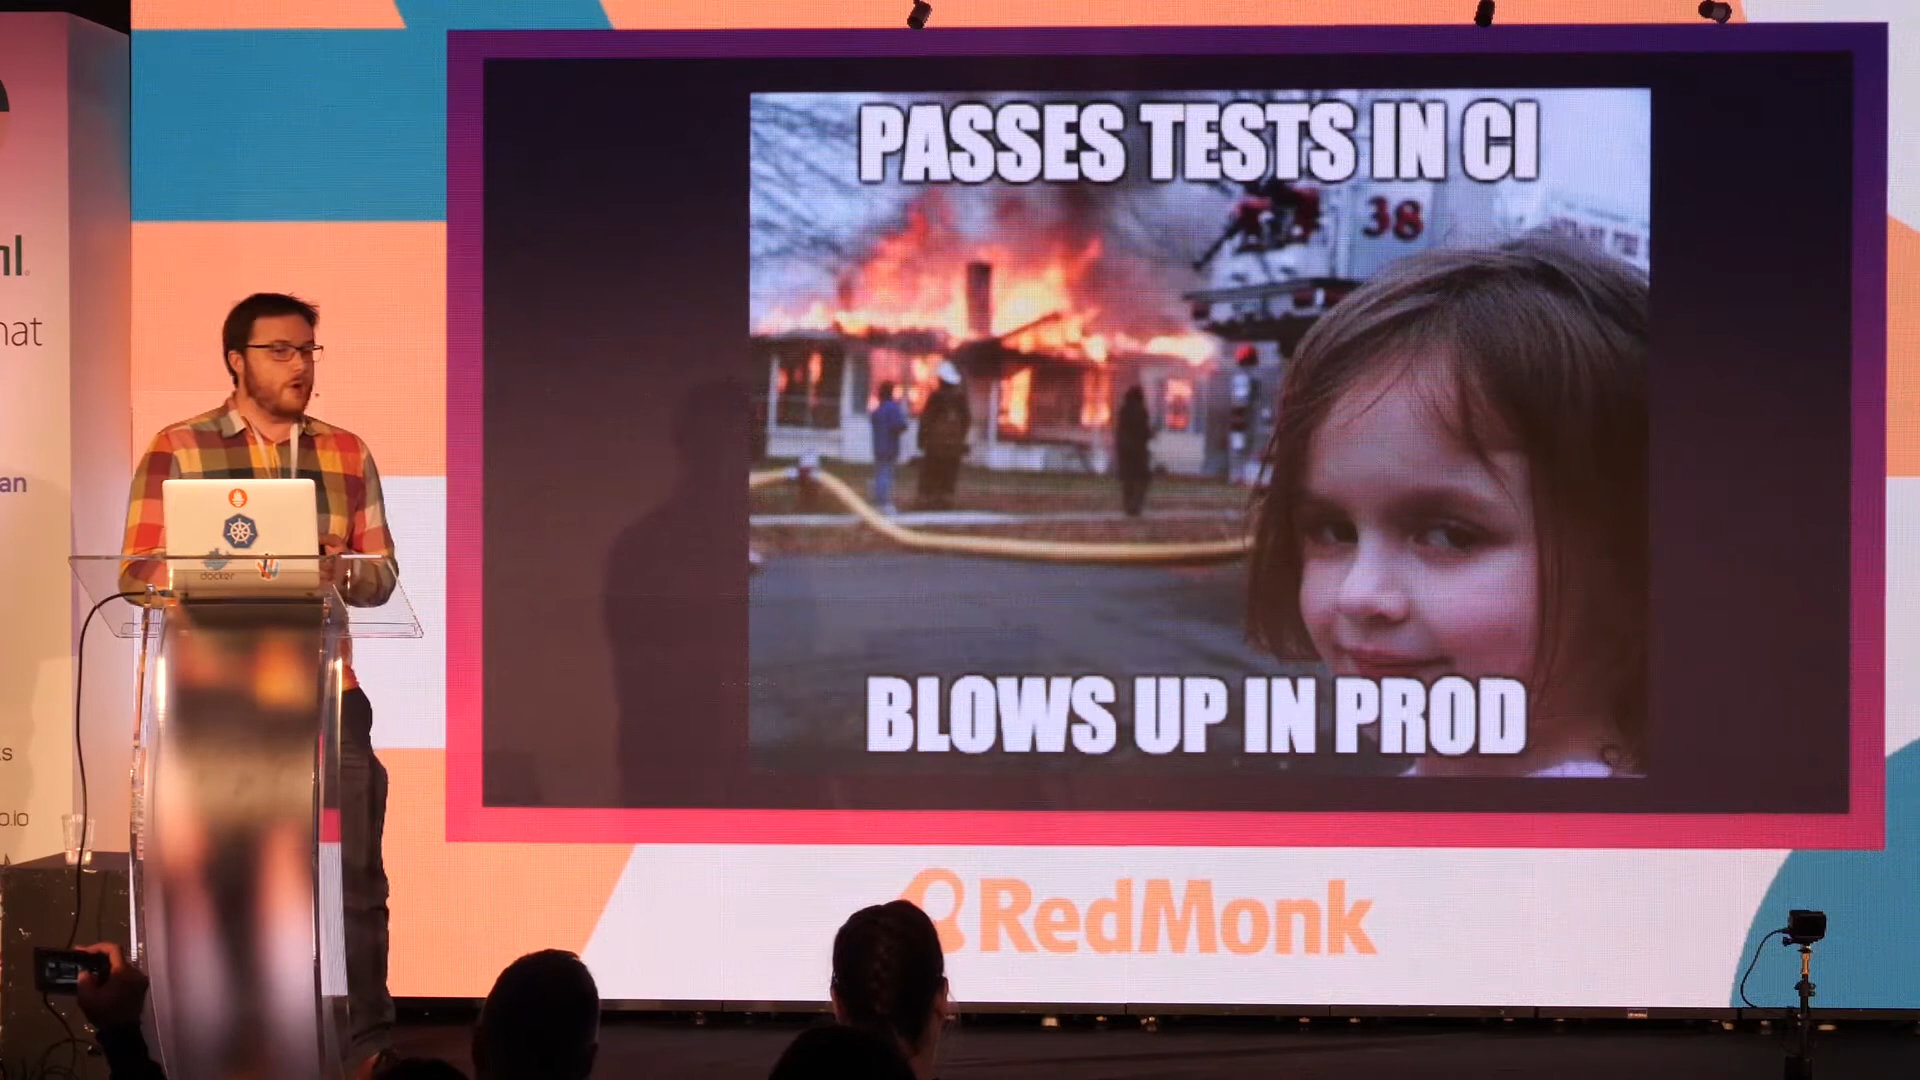 PASSES TESTS IN CI
38
BLOWS UP IN PROD
RedMonk
docker